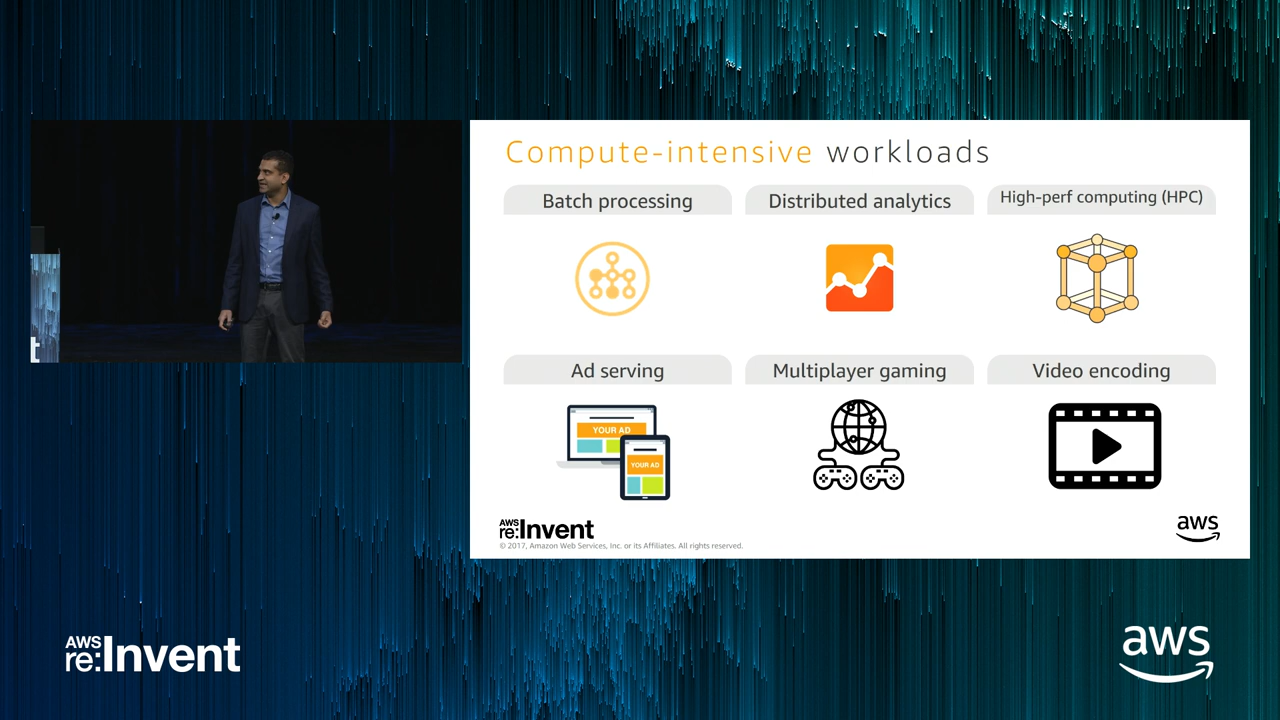 Compute-intensive workloads
Batch processing
Distributed analytics
High-perf computing (HPC)
Ad serving
Multiplayer gaming
Video encoding
YOUR AD
YOUR AD
AWS
re:Invent
© 2017, Amazon Web Services, Inc. or its Affiliates. All rights reserved.
aws
t
AWS
re:Invent
aws